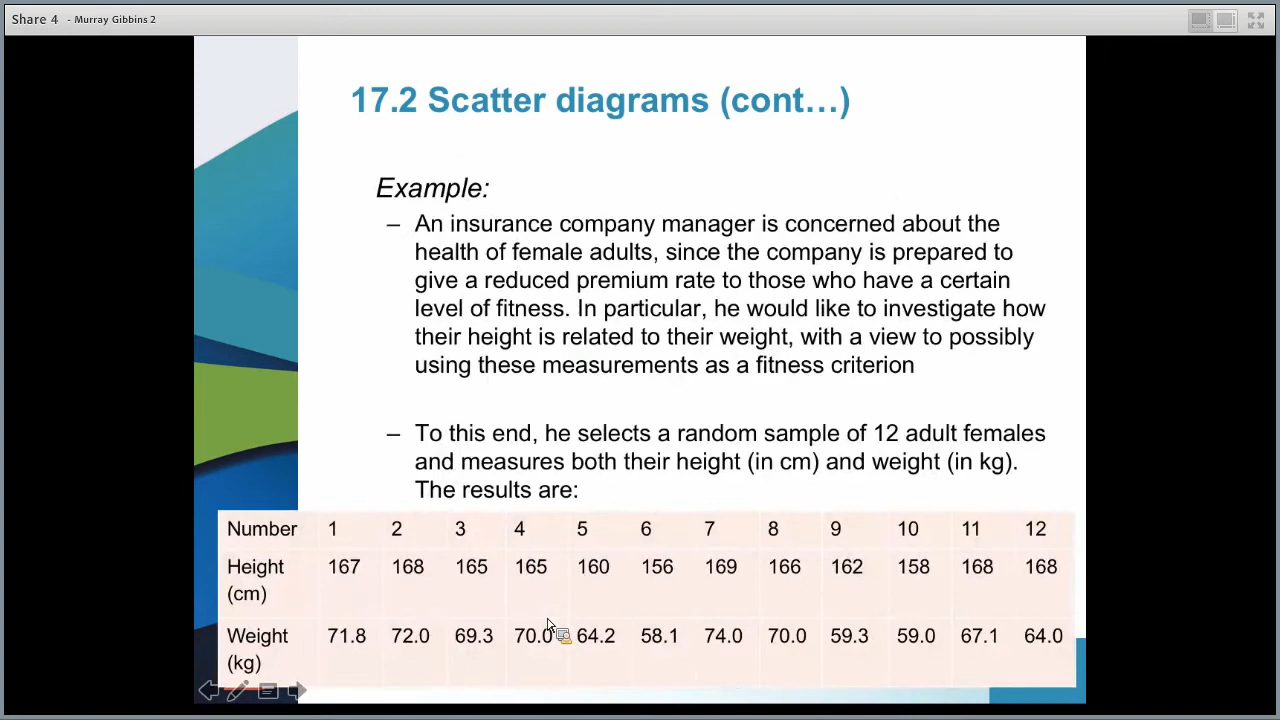 Share 4 - Murray Gibbins 2
17.2 Scatter diagrams (cont…)
Example:
– An insurance company manager is concerned about the
health of female adults, since the company is prepared to
give a reduced premium rate to those who have a certain
level of fitness. In particular, he would like to investigate how
their height is related to their weight, with a view to possibly
using these measurements as a fitness criterion
– To this end, he selects a random sample of 12 adult females
and measures both their height (in cm) and weight (in kg).
The results are:
Number 1 2 3 4 5 6 7 8 9 10 11 12
Height 167 168 165 165 160 156 169 166 162 158 168 168
(cm)
Weight 71.8 72.0 69.3 70.0 64.2 58.1 74.0 70.0 59.3 59.0 67.1 64.0
(kg)